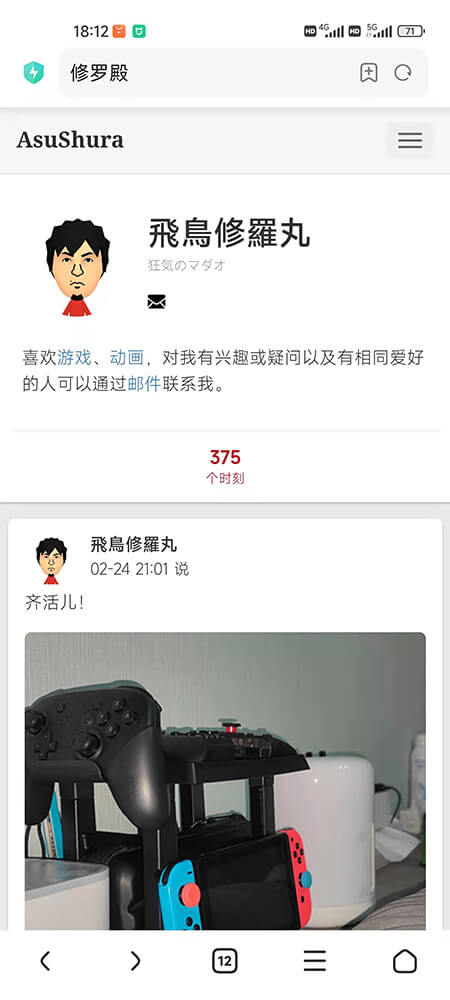 18:12
HD 4G HD 5G 71
修罗殿
AsuShura
飛鳥修羅丸
狂気のマダオ
喜欢游戏、动画，对我有兴趣或疑问以及有相同爱好
的人可以通过邮件联系我。
375
个时刻
飛鳥修羅丸
02-24 21:01 说
齐活儿！
12